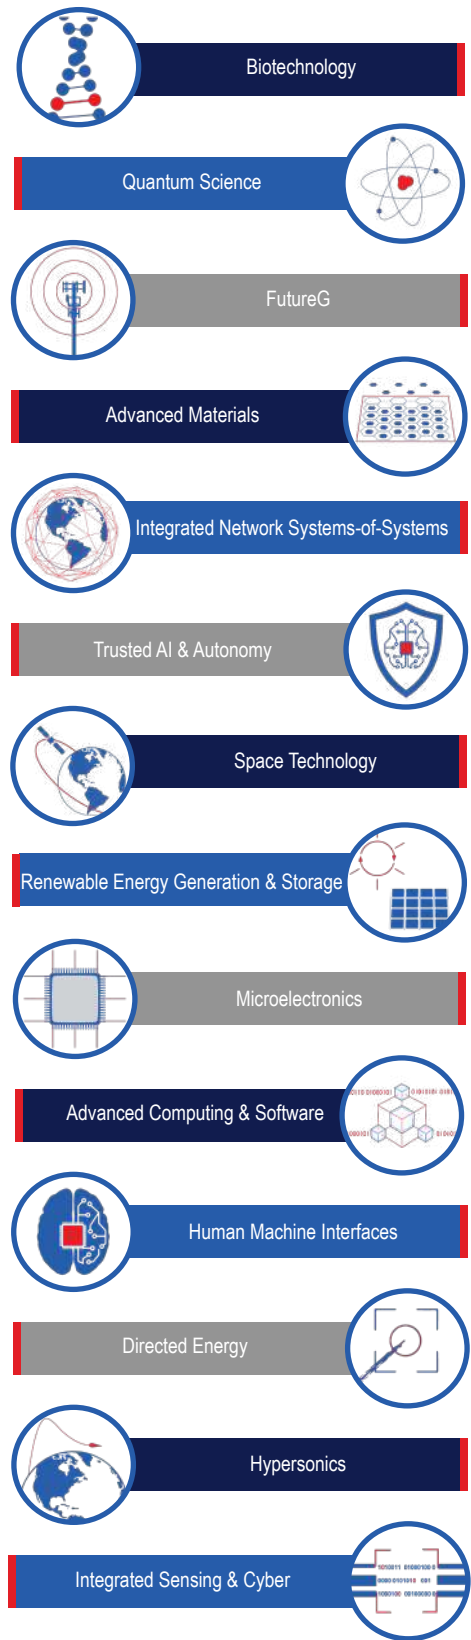 Biotechnology
Quantum Science
FutureG
Advanced Materials
Integrated Network Systems-of-Systems
Trusted AI & Autonomy
Space Technology
Renewable Energy Generation & Storage
Microelectronics
Advanced Computing & Software
Human Machine Interfaces
Directed Energy
Hypersonics
Integrated Sensing & Cyber